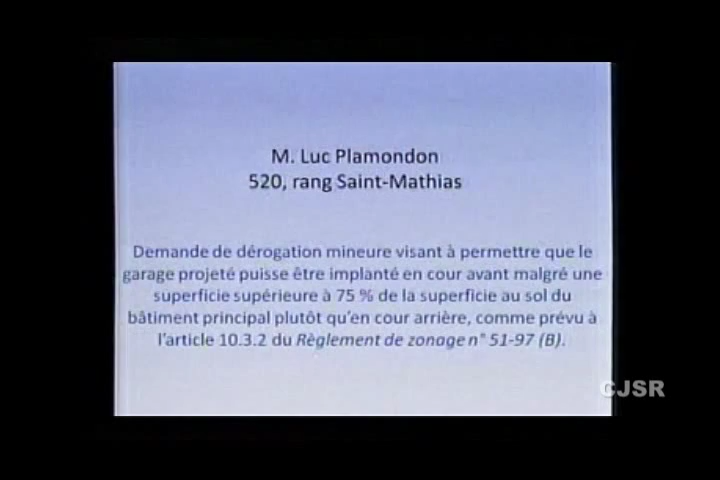 M. Luc Plamondon
520, rang Saint-Mathias
Demande de dérogation mineure visant à permettre que le
garage projeté puisse être implanté en cour avant malgré une
superficie supérieure à 75 % de la superficie au sol du
bâtiment principal plutôt qu'en cour arrière, comme prévu à
l'article 10.3.2 du Règlement de zonage n° 51-97 (B).
CJSR